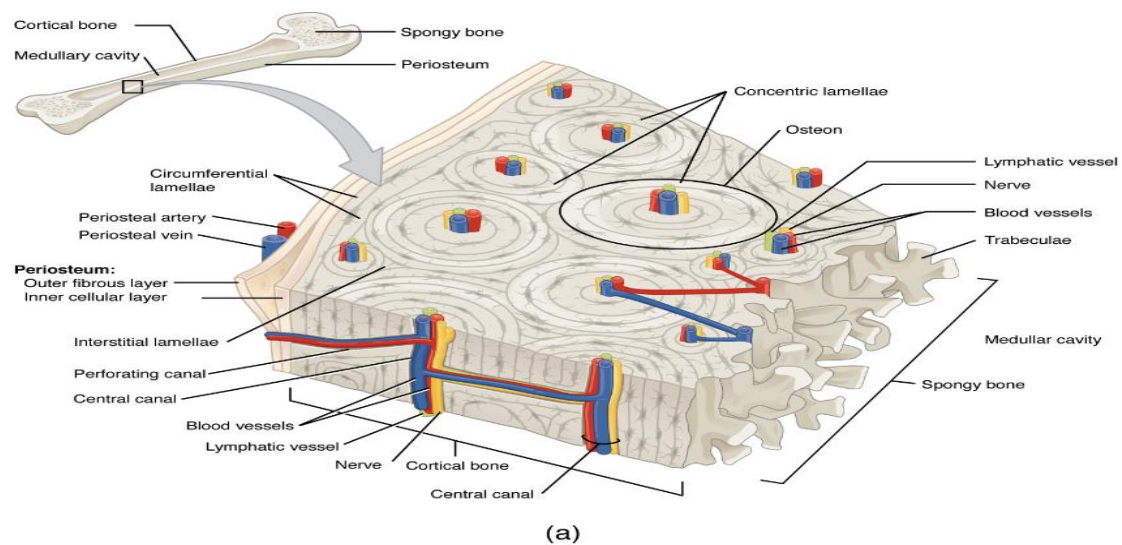 Cortical bone
Medullary cavity
Spongy bone
Periosteum
Concentric lamellae
Osteon
Lymphatic vessel
Nerve
Blood vessels
Trabeculae
Circumferential
lamellae
Periosteal artery
Periosteal vein
Periosteum:
Outer fibrous layer
Inner cellular layer
Interstitial lamellae
Perforating canal
Central canal
Blood vessels
Lymphatic vessel
Nerve
Cortical bone
Central canal
Medullar cavity
Spongy bone
(a)